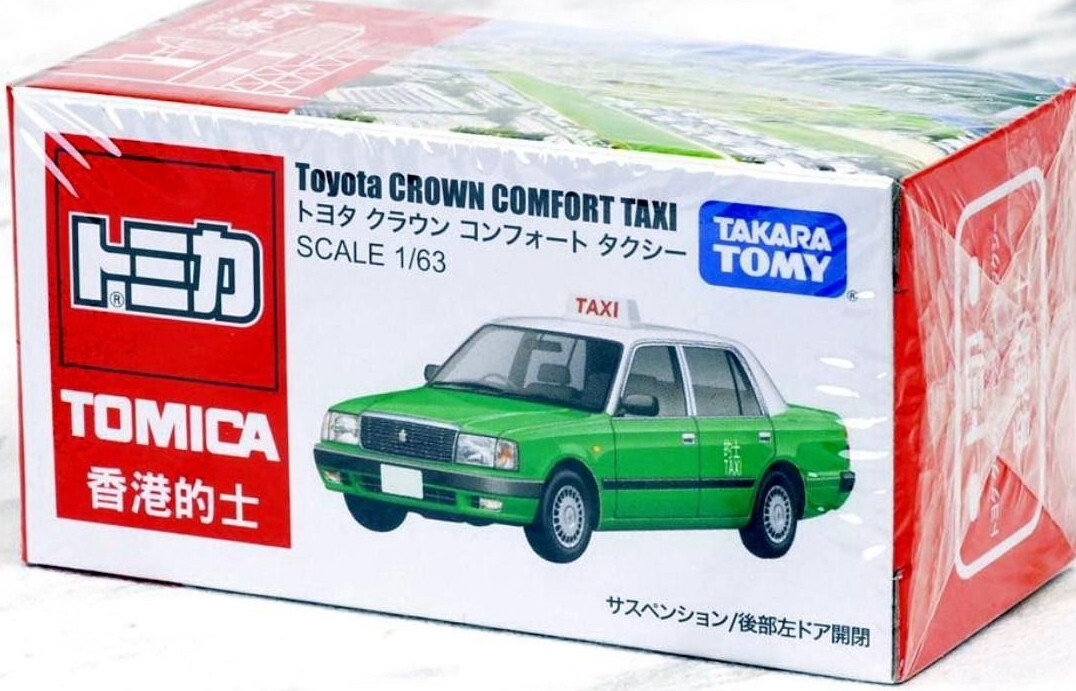 トミカ®
TOMICA
香港的士
Toyota CROWN COMFORT TAXI
トヨタ クラウン コンフォート タクシー
SCALE 1/63
TAKARA
TOMY®
TAXI
的士
TAXI
サスペンション/後部左ドア開閉